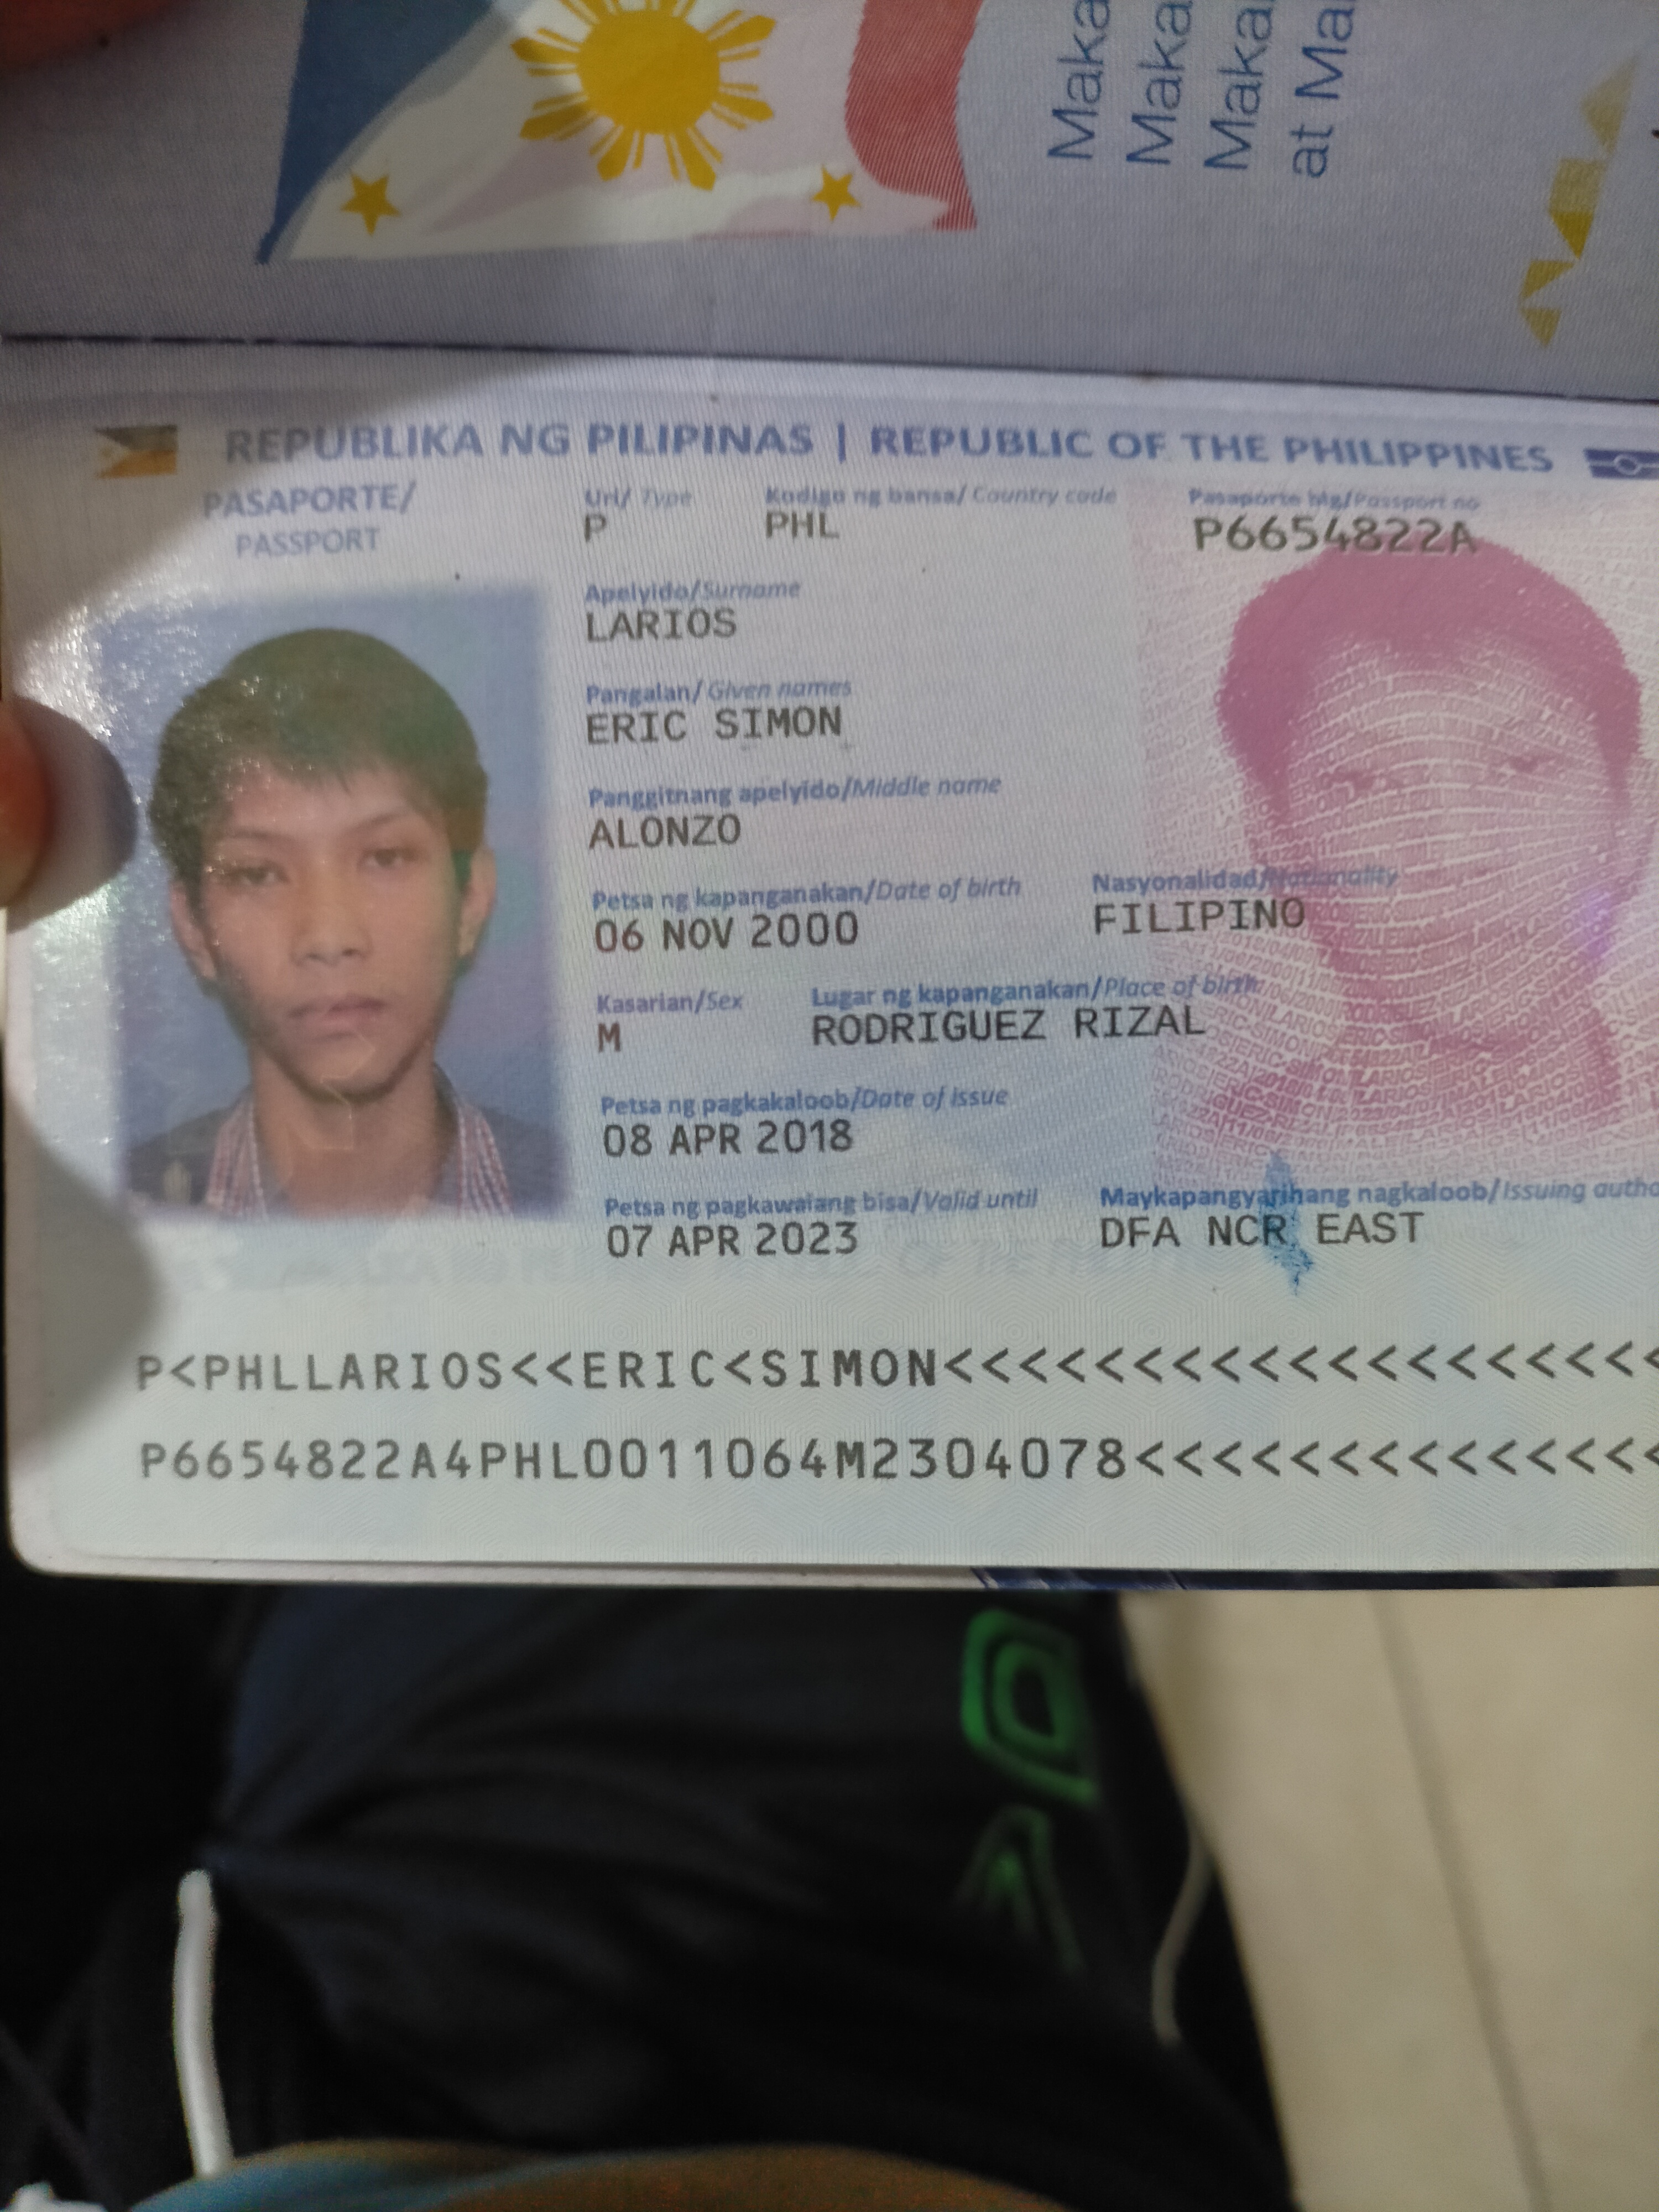 Maka
Maka
Maka
at Ma
REPUBLIKA NG PILIPINAS | REPUBLIC OF THE PHILIPPINES
PASAPORTE/
PASSPORT
Uri/ Type
P
Kodigo ng bansa/ Country code
PHL
Pasaporte blg/Passport no
P6654822A
Apelyido/Surname
LARIOS
Pangalan/Given names
ERIC SIMON
Panggitnang apelyido/Middle name
ALONZO
Petsa ng kapanganakan/Date of birth
06 NOV 2000
Nasyonalidad/Nationality
FILIPINO
Kasarian/Sex
M
Lugar ng kapanganakan/Place of birth
RODRIGUEZ RIZAL
Petsa ng pagkakaloob/Date of issue
08 APR 2018
Petsa ng pagkawalang bisa/Valid until
07 APR 2023
Maykapangyarihang nagkaloob/Issuing autho
DFA NCR EAST
P<PHLLARIOS<<ERIC<SIMON<<<<<<<<<<<<<<<<<<<
P6654822A4PHL0011064M2304078<<<<<<<<<<<<<<